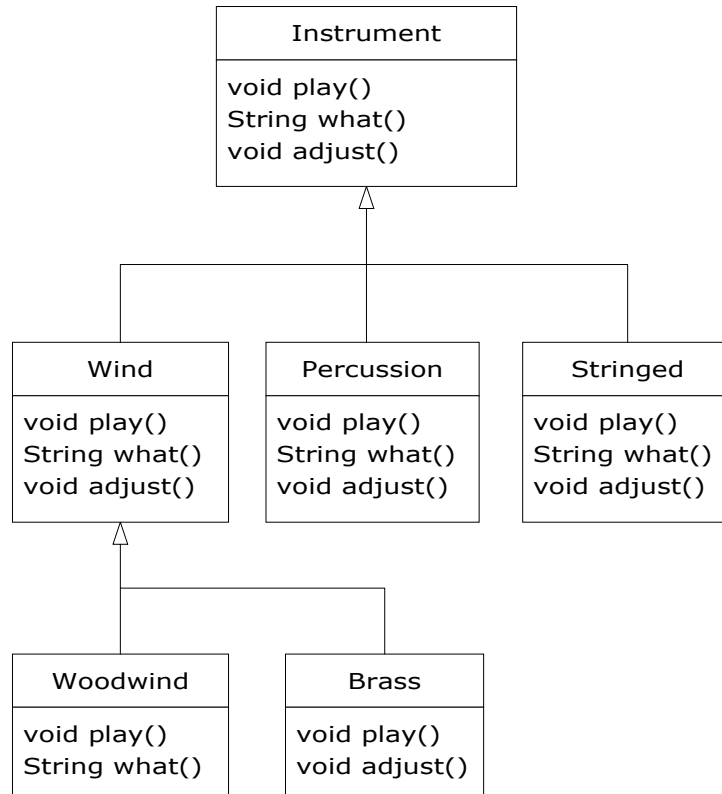 Instrument
void play()
String what()
void adjust()
Wind
void play()
String what()
void adjust()
Percussion
void play()
String what()
void adjust()
Stringed
void play()
String what()
void adjust()
Woodwind
void play()
String what()
Brass
void play()
void adjust()